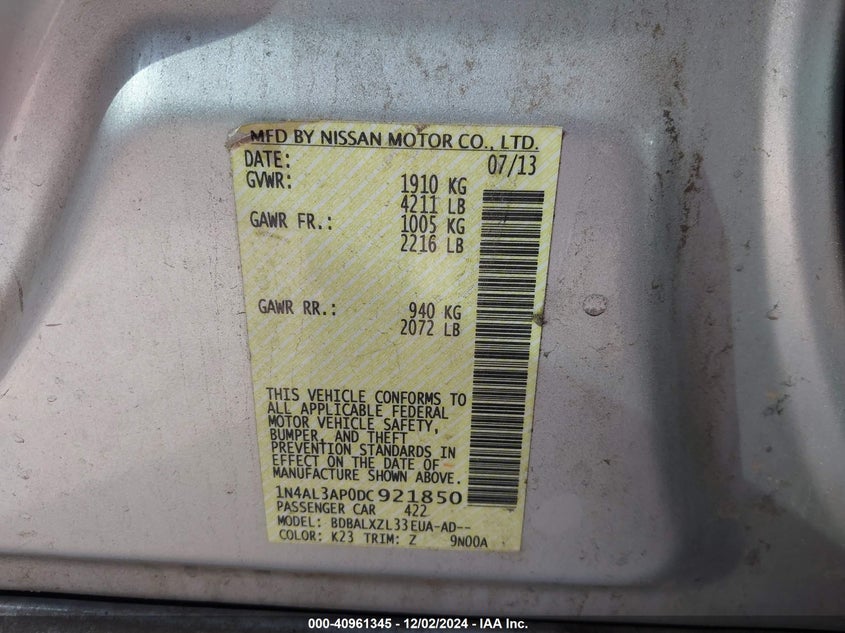 MFD BY NISSAN MOTOR CO., LTD.
DATE: 07/13
GVWR: 1910 KG
4211 LB
GAWR FR.: 1005 KG
2216 LB
GAWR RR.: 940 KG
2072 LB
THIS VEHICLE CONFORMS TO
ALL APPLICABLE FEDERAL
MOTOR VEHICLE SAFETY,
BUMPER, AND THEFT
PREVENTION STANDARDS IN
EFFECT ON THE DATE OF
MANUFACTURE SHOWN ABOVE.
1N4AL3AP0DC921850
PASSENGER CAR 422
MODEL: BDBALXZL33EUA-AD--
COLOR: K23 TRIM: Z 9N00A
000-40961345 - 12/02/2024 - IAA Inc.